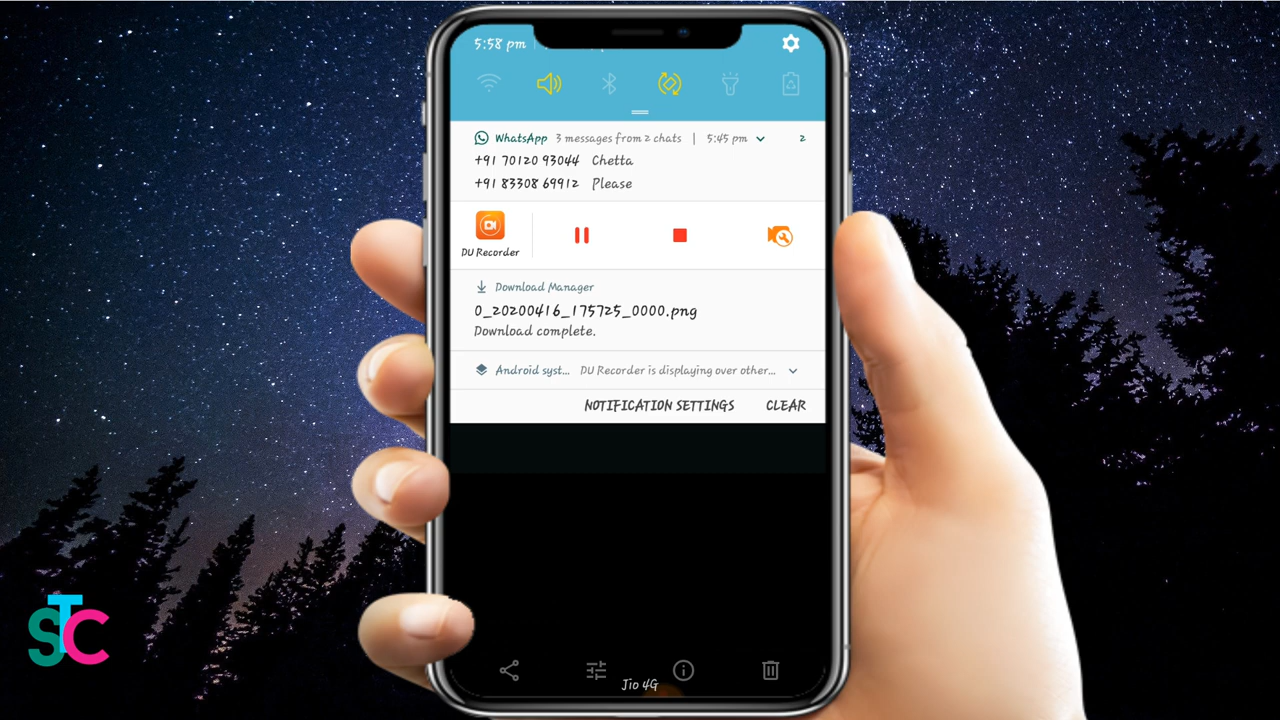 5:58 pm
WhatsApp 3 messages from 2 chats | 5:45 pm 2
+91 70120 93044 Chetta
+91 83308 69912 Please
DU Recorder
Download Manager
0_20200416_175725_0000.png
Download complete.
Android syst... DU Recorder is displaying over other...
NOTIFICATION SETTINGS CLEAR
STC
Jio 4G